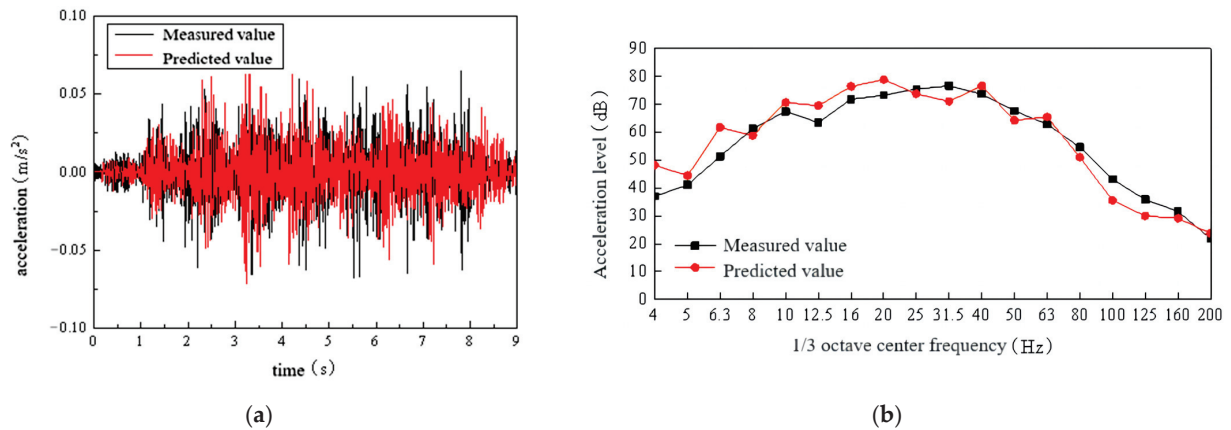 0.10
0.05
0.00
−0.05
−0.10
acceleration (m/s²)
Measured value
Predicted value
0 1 2 3 4 5 6 7 8 9
time (s)
(a)
90
80
70
60
50
40
30
20
10
0
Acceleration level (dB)
Measured value
Predicted value
4 5 6.3 8 10 12.5 16 20 25 31.5 40 50 63 80 100 125 160 200
1/3 octave center frequency (Hz)
(b)